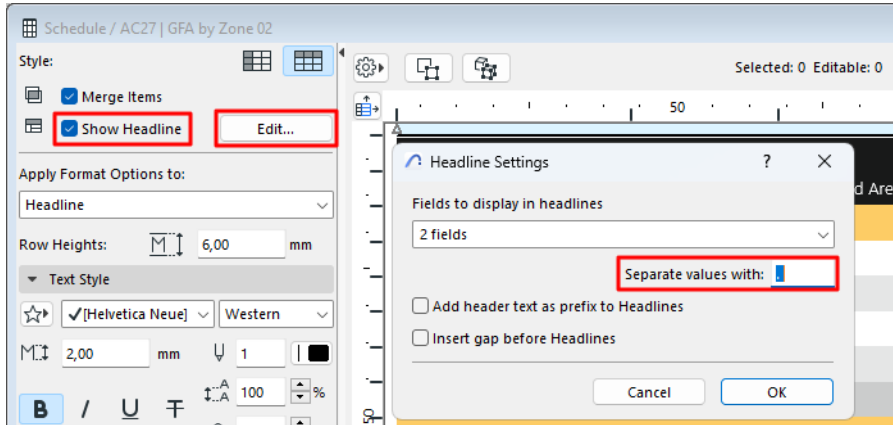 Schedule / AC27 | GFA by Zone 02
Style:
Merge Items
Show Headline
Edit...
Apply Format Options to:
Headline
Row Heights:
6,00
mm
Text Style
[Helvetica Neue]
Western
2,00
mm
1
100
%
B I U T
Selected: 0 Editable: 0
50
d Are
Headline Settings
?
Fields to display in headlines
2 fields
Separate values with: .
Add header text as prefix to Headlines
Insert gap before Headlines
Cancel
OK